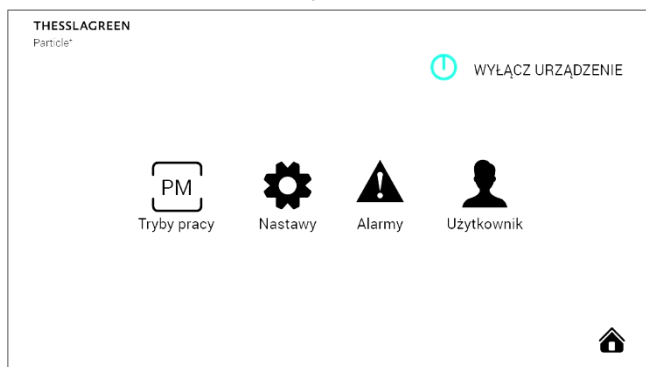 THESSLAGREEN
Particle⁺
WYŁĄCZ URZĄDZENIE
PM
Tryby pracy
Nastawy
Alarmy
Użytkownik